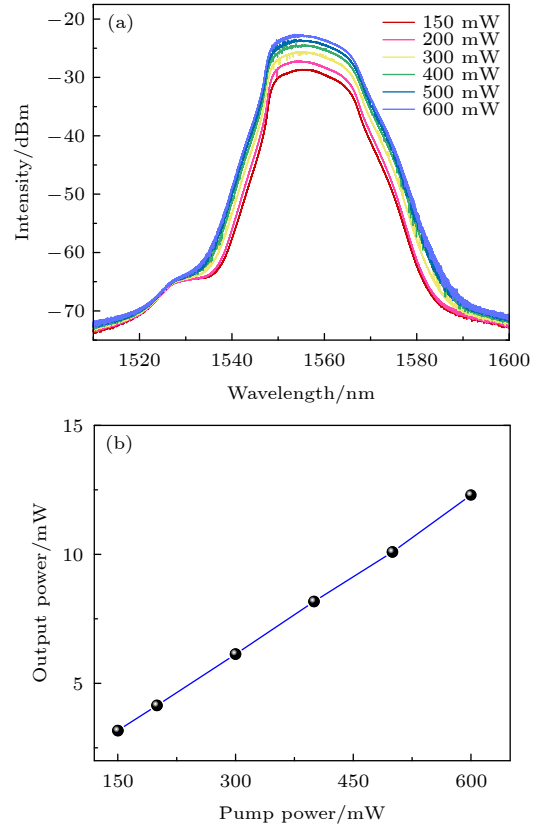 (a)
150 mW
200 mW
300 mW
400 mW
500 mW
600 mW
−20
−30
−40
−50
−60
−70
Intensity/dBm
1520 1540 1560 1580 1600
Wavelength/nm
(b)
15
10
5
Output power/mW
150 300 450 600
Pump power/mW